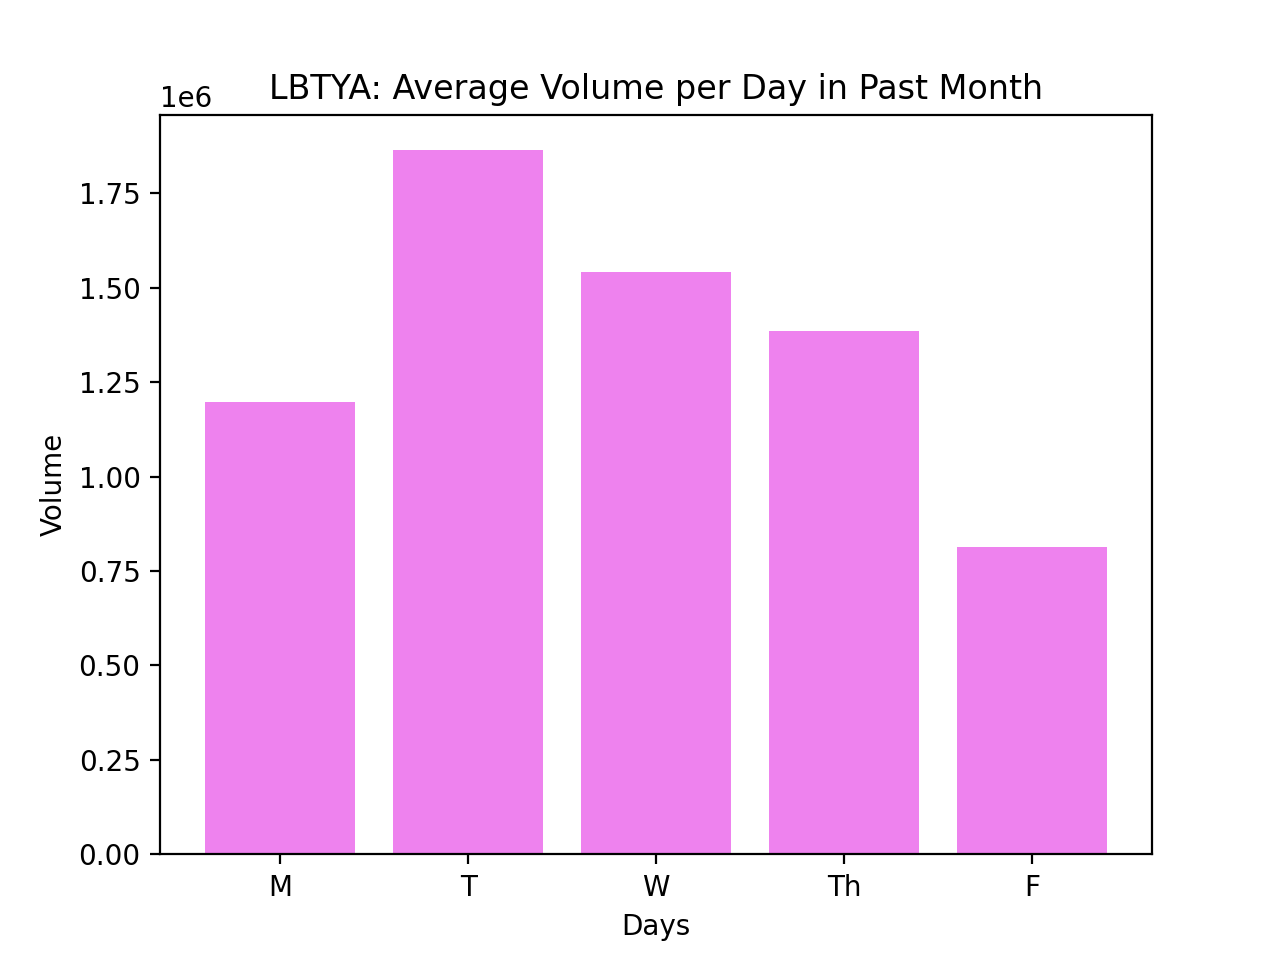 LBTYA: Average Volume per Day in Past Month
1e6
1.75
1.50
1.25
1.00
0.75
0.50
0.25
0.00
Volume
M T W Th F
Days